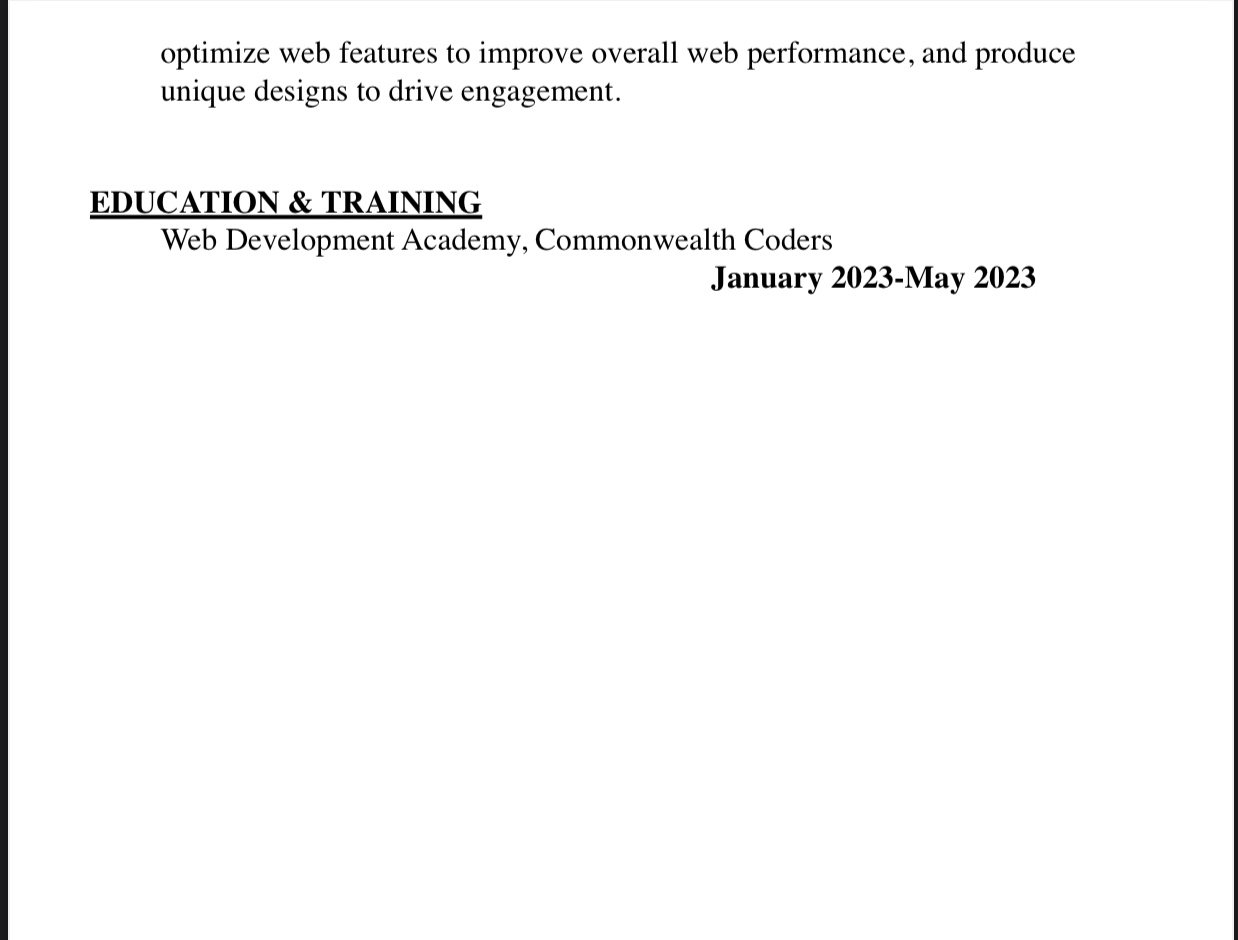 optimize web features to improve overall web performance, and produce
unique designs to drive engagement.
EDUCATION & TRAINING
Web Development Academy, Commonwealth Coders
January 2023-May 2023